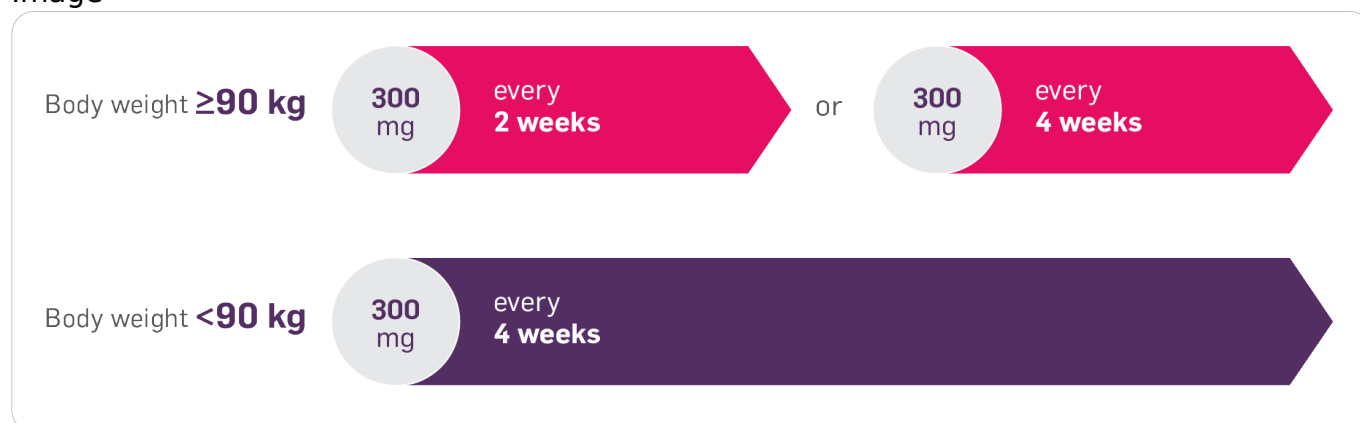 Image
Body weight ≥90 kg
300 mg
every
2 weeks
or
300 mg
every
4 weeks
Body weight <90 kg
300 mg
every
4 weeks